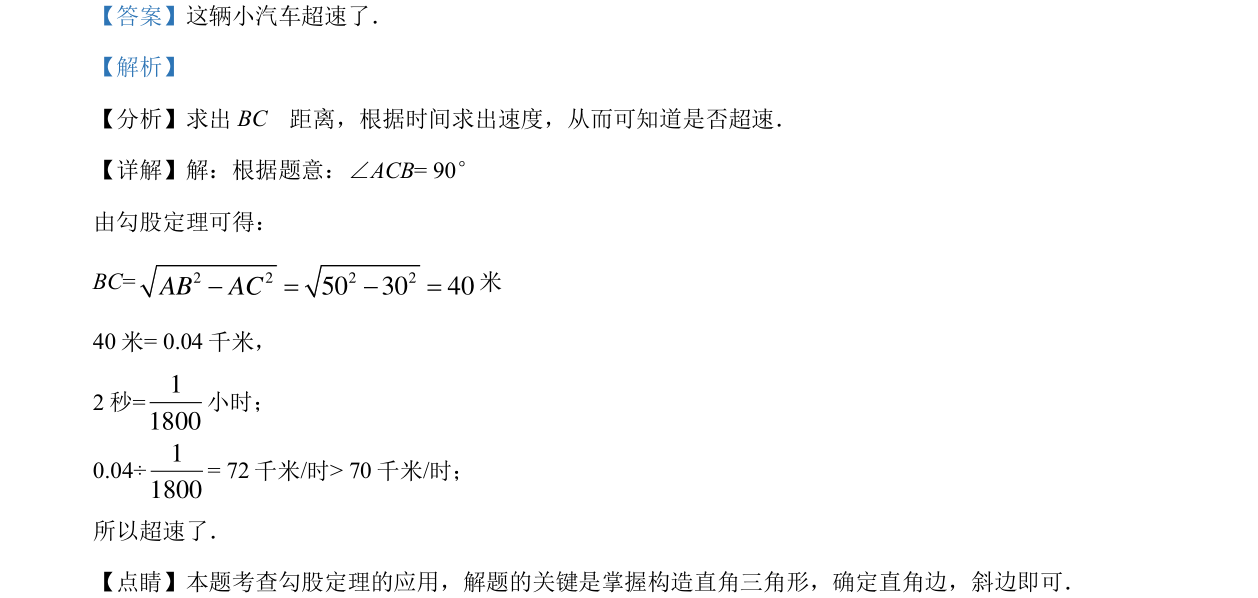 【答案】这辆小汽车超速了．
【解析】
【分析】求出 BC 距离，根据时间求出速度，从而可知道是否超速．
【详解】解：根据题意：∠ACB= 90°
由勾股定理可得：
BC=√(AB² − AC²) = √(50² − 30²) = 40 米
40 米= 0.04 千米，
2 秒= 1/1800 小时；
0.04÷ 1/1800 = 72 千米/时> 70 千米/时；
所以超速了．
【点睛】本题考查勾股定理的应用，解题的关键是掌握构造直角三角形，确定直角边，斜边即可．